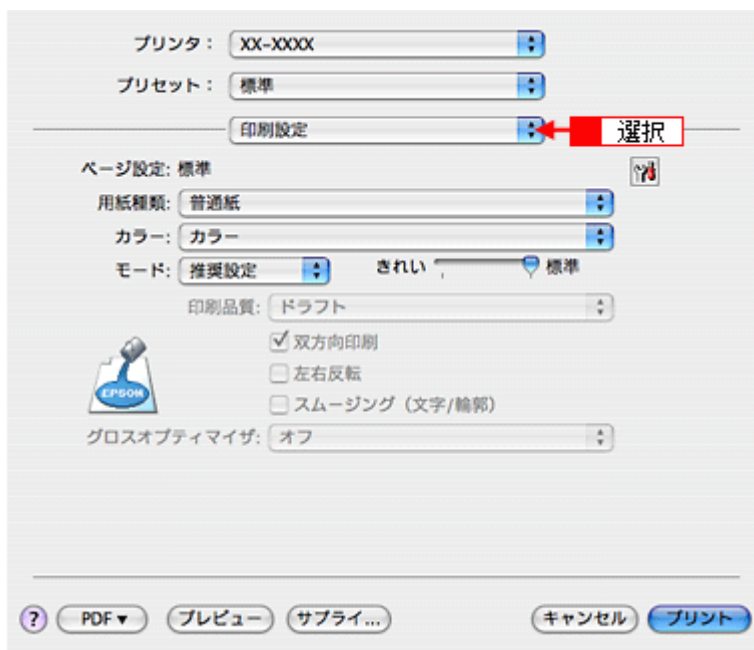 プリンタ： XX-XXXX
プリセット： 標準
印刷設定 選択
ページ設定: 標準
用紙種類: 普通紙
カラー: カラー
モード: 推奨設定 きれい 標準
印刷品質: ドラフト
双方向印刷
左右反転
スムージング（文字/輪郭）
EPSON
グロスオプティマイザ: オフ
? PDF▼ プレビュー サプライ... キャンセル プリント